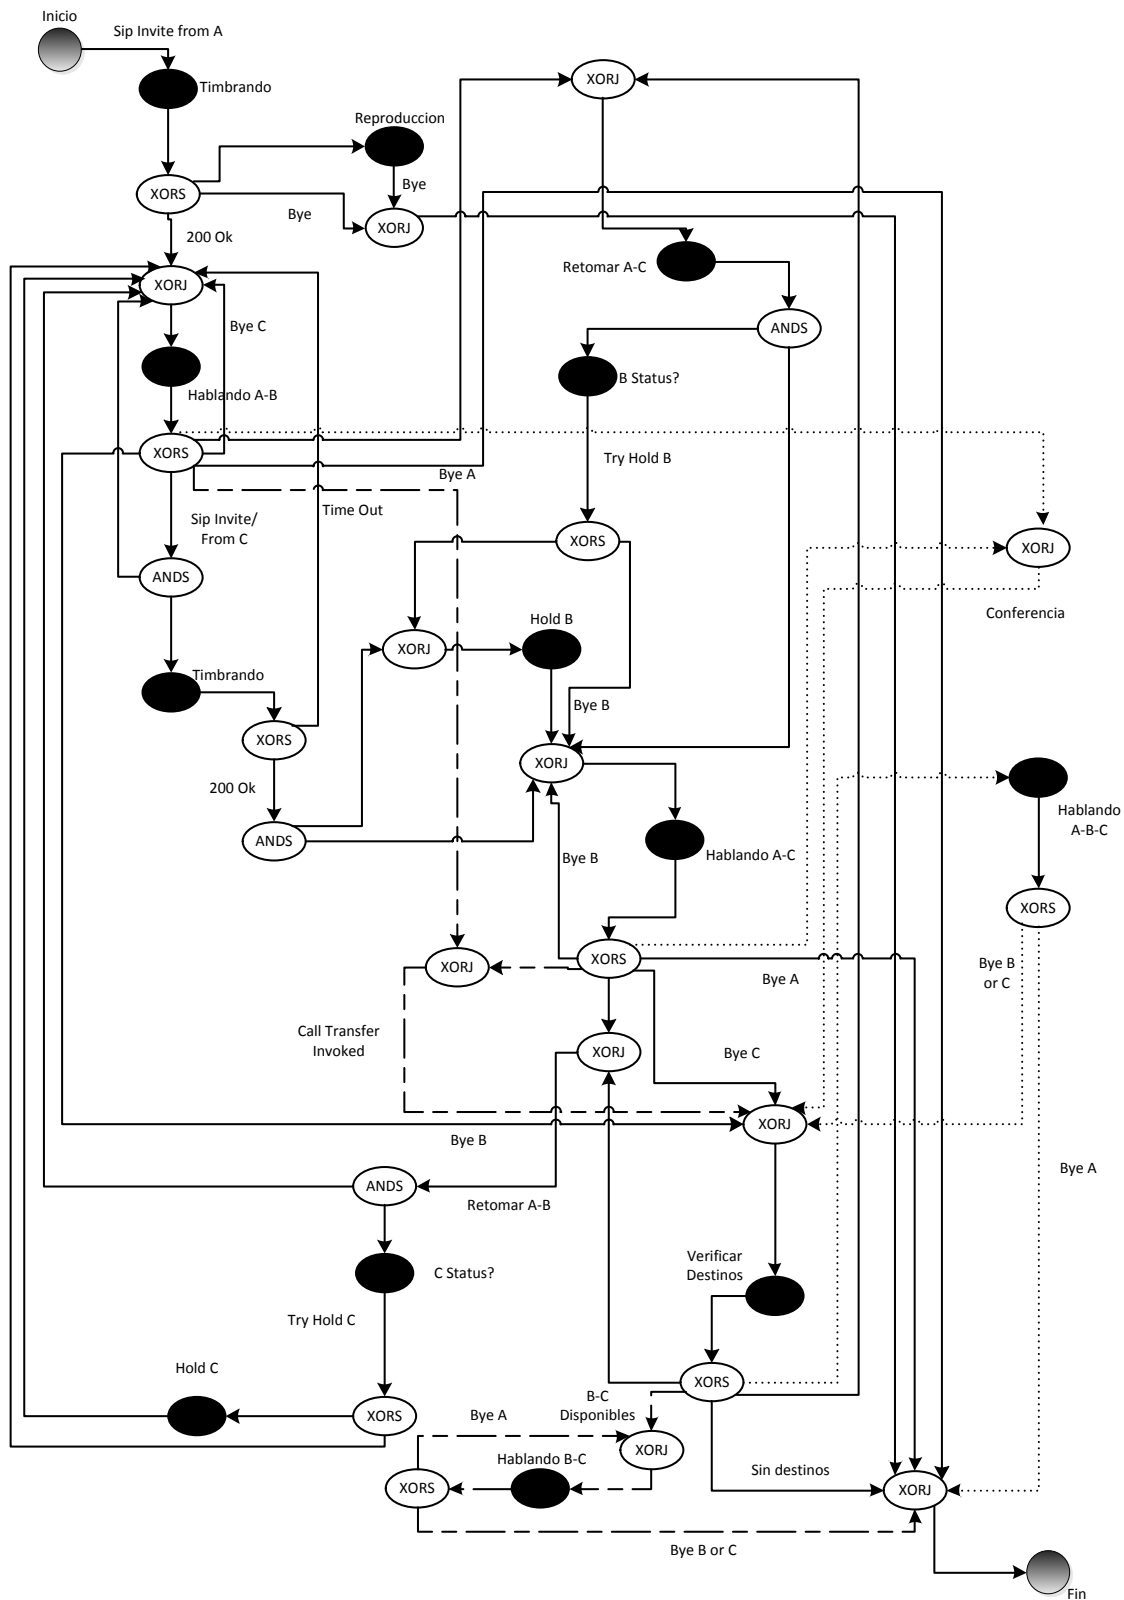 Inicio
Sip Invite from A
Timbrando
XORJ
Reproduccion
XORS
Bye
Bye
XORJ
200 Ok
Retomar A-C
XORJ
Bye C
ANDS
B Status?
Hablando A-B
XORS
Try Hold B
Bye A
Time Out
Sip Invite/
From C
XORS
XORJ
ANDS
Conferencia
Hold B
XORJ
Timbrando
Bye B
XORS
XORJ
200 Ok
Hablando
A-B-C
ANDS
Bye B
Hablando A-C
XORS
XORJ
XORS
Bye A
Bye B
or C
Call Transfer
Invoked
XORJ
Bye C
XORJ
Bye B
Bye A
ANDS
Retomar A-B
Verificar
Destinos
C Status?
Try Hold C
Hold C
XORS
B-C
Disponibles
XORS
Bye A
XORJ
Hablando B-C
Sin destinos
XORS
XORJ
Bye B or C
Fin